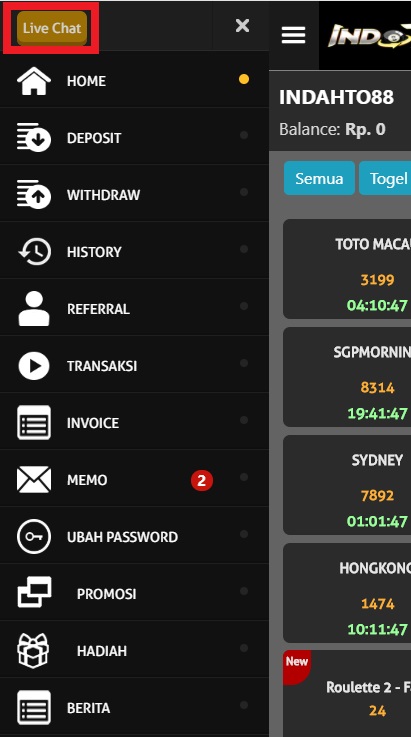 Live Chat
×
HOME
DEPOSIT
WITHDRAW
HISTORY
REFERRAL
TRANSAKSI
INVOICE
MEMO 2
UBAH PASSWORD
PROMOSI
HADIAH
BERITA
INDO
INDAHTO88
Balance: Rp. 0
Semua
Togel
TOTO MACAU
3199
04:10:47
SGPMORNIN
8314
19:41:47
SYDNEY
7892
01:01:47
HONGKONG
1474
10:11:47
New
Roulette 2 - F
24